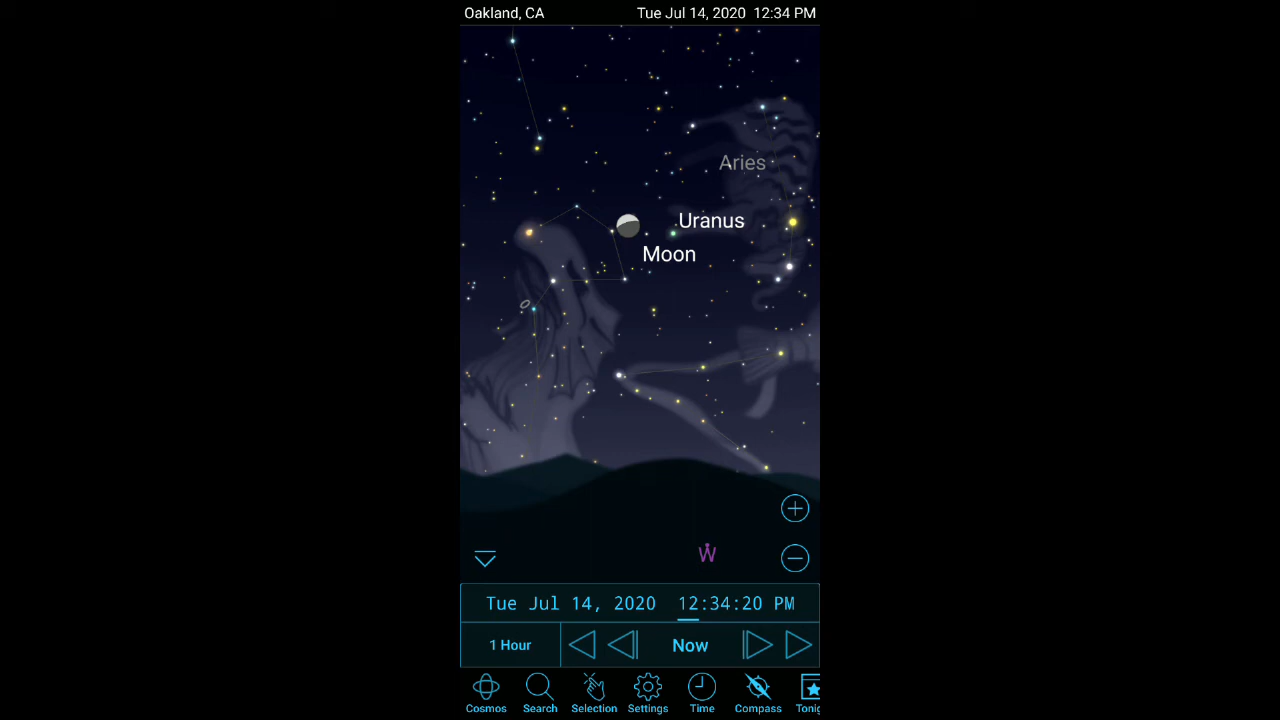 Oakland, CA
Tue Jul 14, 2020 12:34 PM
Aries
Uranus
Moon
W
Tue Jul 14, 2020 12:34:20 PM
1 Hour
Now
Cosmos Search Selection Settings Time Compass Tonig